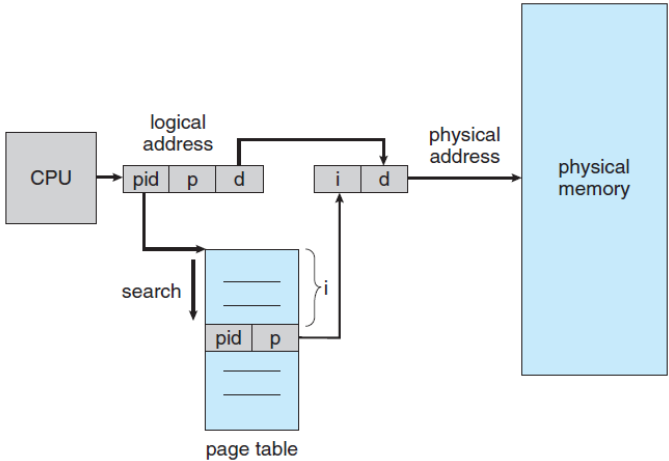 logical
address
physical
address
CPU
pid p d
i d
physical
memory
search
i
pid p
page table